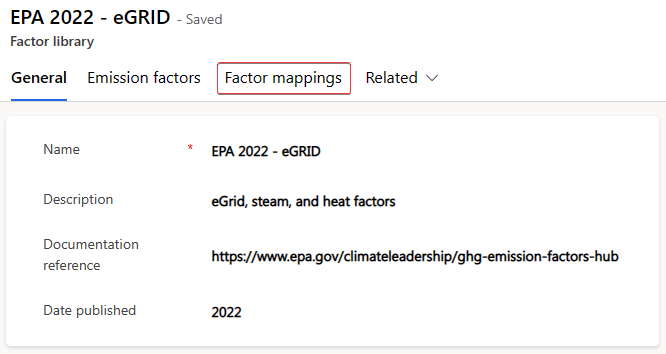 EPA 2022 - eGRID - Saved
Factor library
General Emission factors Factor mappings Related
Name * EPA 2022 - eGRID
Description eGrid, steam, and heat factors
Documentation
reference https://www.epa.gov/climateleadership/ghg-emission-factors-hub
Date published 2022